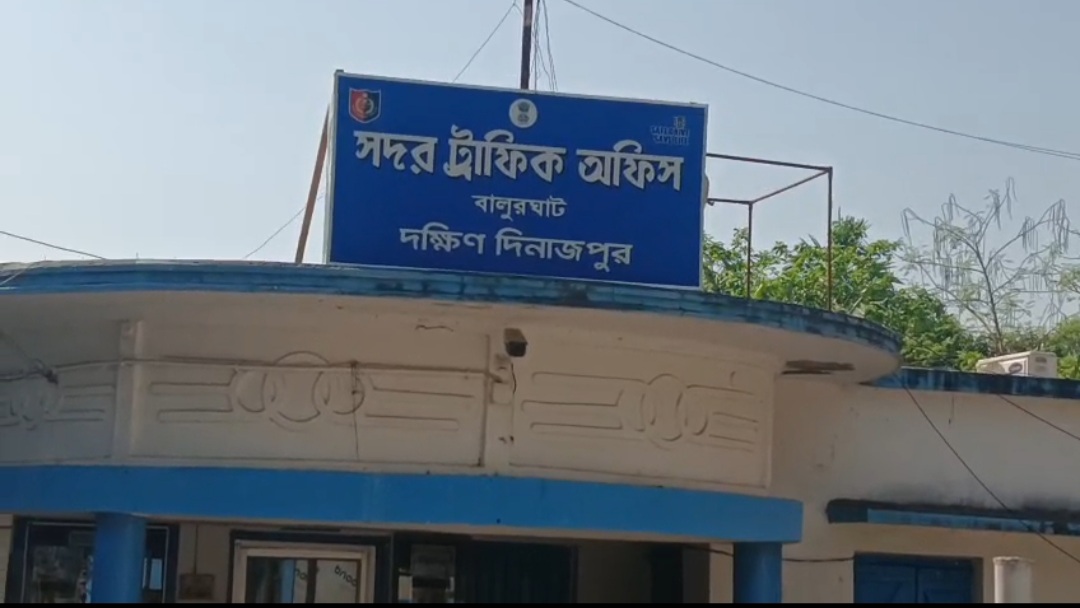 সদর ট্রাফিক অফিস
বালুরঘাট
দক্ষিণ দিনাজপুর